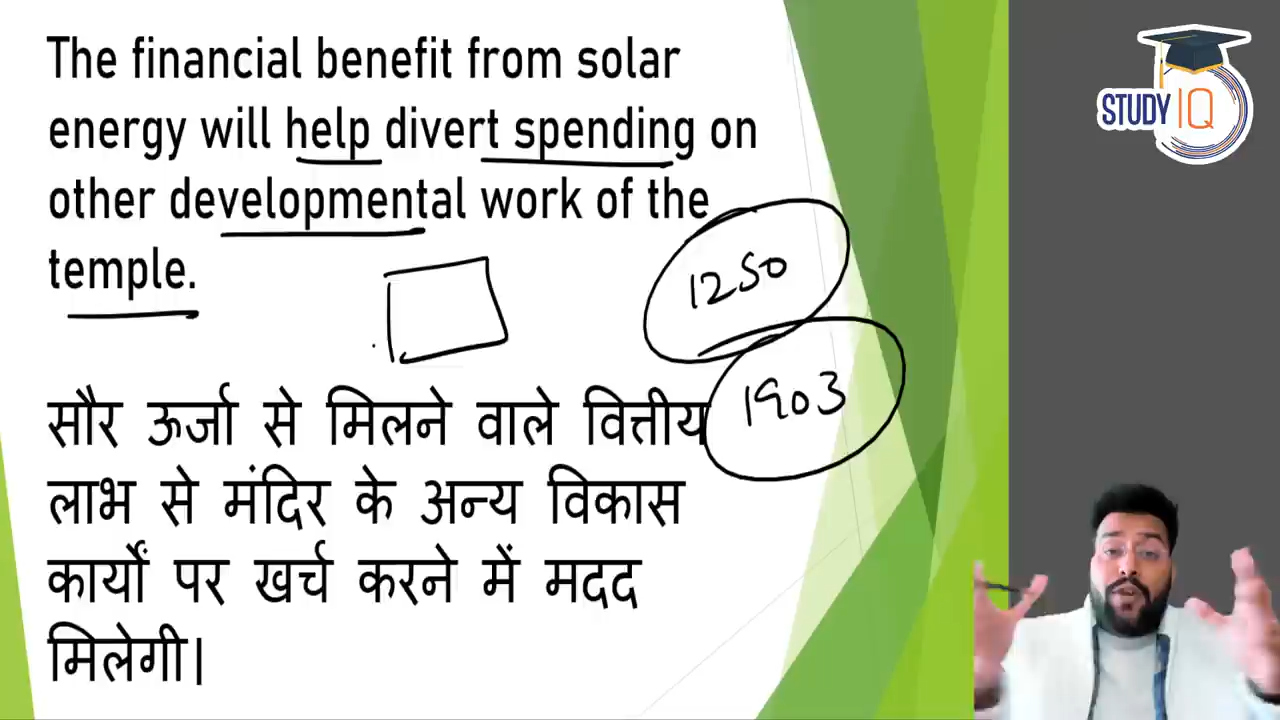 The financial benefit from solar
energy will help divert spending on
other developmental work of the
temple.
1250
1903
सौर ऊर्जा से मिलने वाले वित्तीय
लाभ से मंदिर के अन्य विकास
कार्यों पर खर्च करने में मदद
मिलेगी।
STUDY IQ